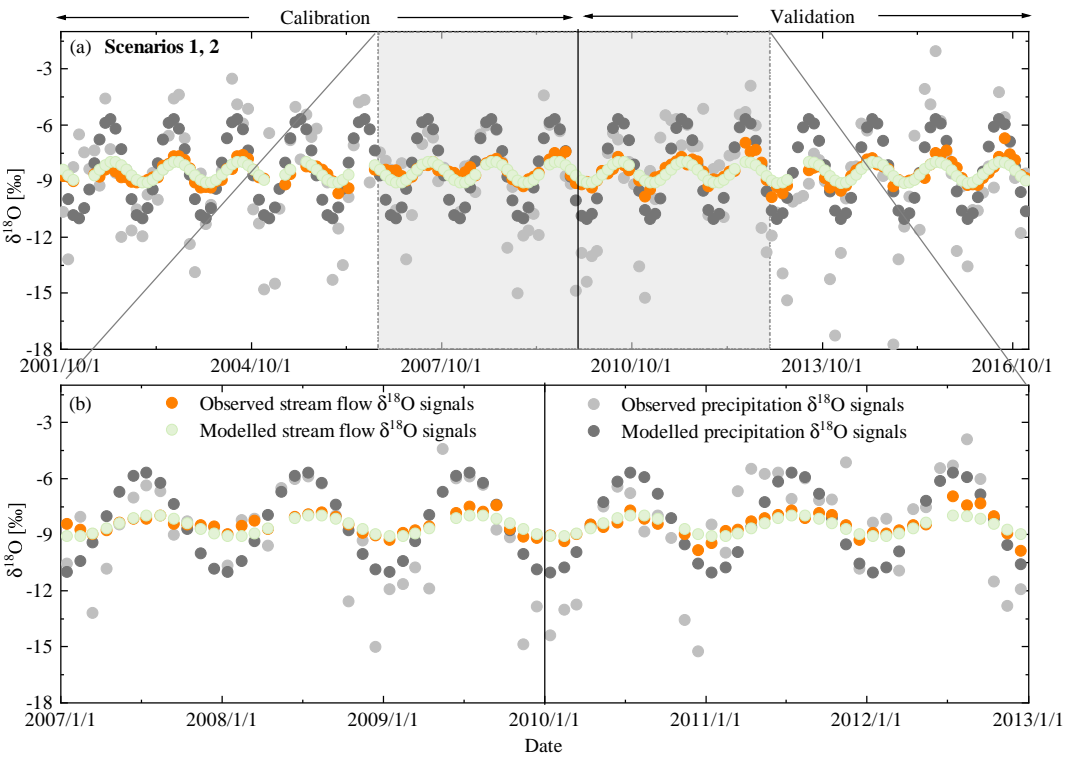 Calibration Validation
(a) Scenarios 1, 2
-3
-6
-9
-12
-15
-18
δ¹⁸O [‰]
2001/10/1 2004/10/1 2007/10/1 2010/10/1 2013/10/1 2016/10/1
(b)
Observed stream flow δ¹⁸O signals
Modelled stream flow δ¹⁸O signals
Observed precipitation δ¹⁸O signals
Modelled precipitation δ¹⁸O signals
-3
-6
-9
-12
-15
-18
δ¹⁸O [‰]
2007/1/1 2008/1/1 2009/1/1 2010/1/1 2011/1/1 2012/1/1 2013/1/1
Date